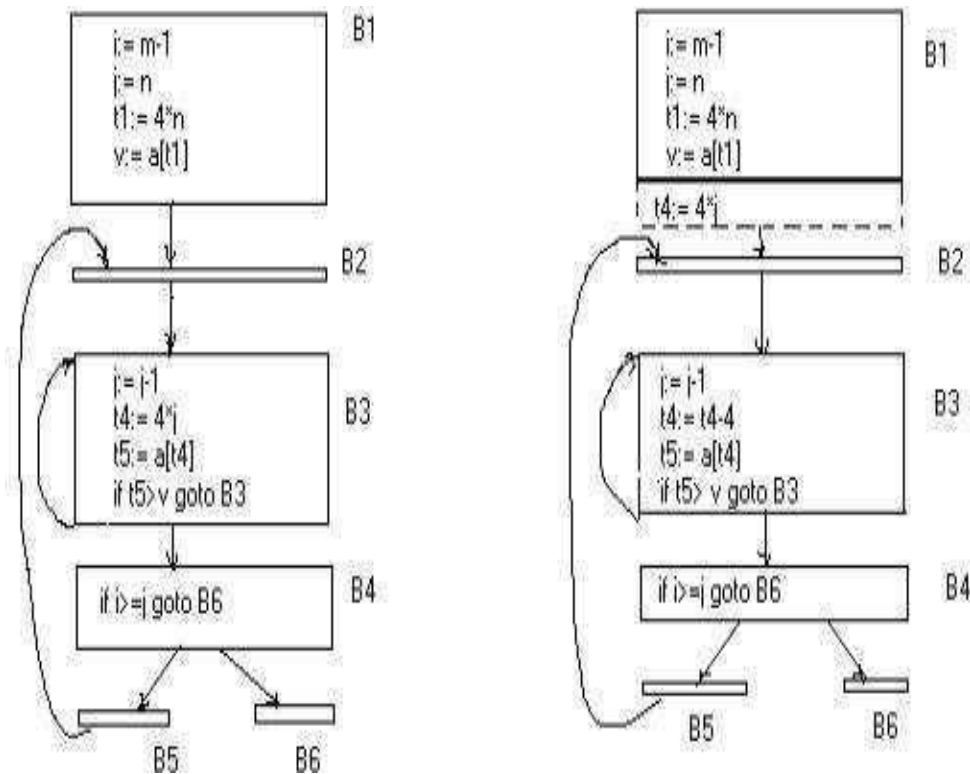 B1
i:= m-1
j:= n
t1:= 4*n
v:= a[t1]
B2
j:= j-1
t4:= 4*j
t5:= a[t4]
if t5> v goto B3
B3
if i>=j goto B6
B4
B5
B6
B1
i:= m-1
j:= n
t1:= 4*n
v:= a[t1]
t4:= 4*j
B2
j:= j-1
t4:= t4-4
t5:= a[t4]
if t5> v goto B3
B3
if i>=j goto B6
B4
B5
B6